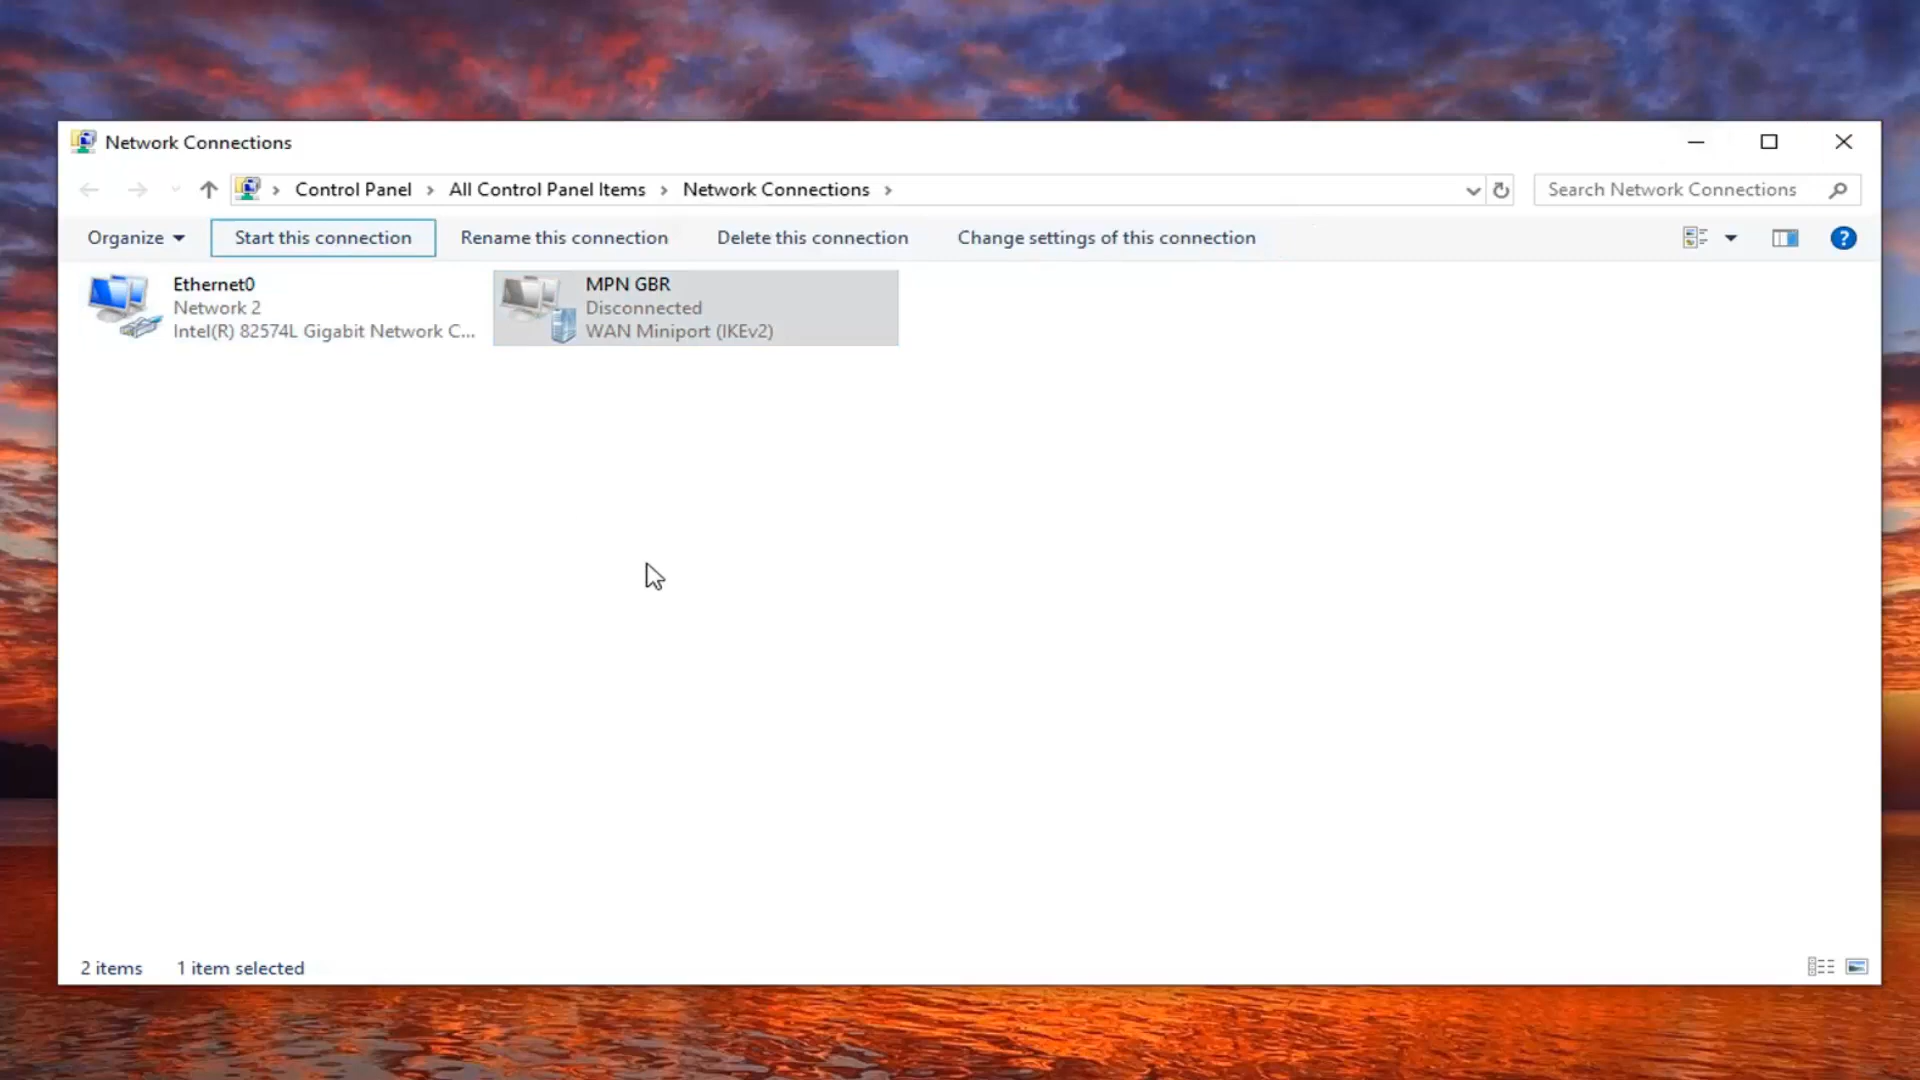 Network Connections
Control Panel > All Control Panel Items > Network Connections >
Search Network Connections
Organize Start this connection Rename this connection Delete this connection Change settings of this connection
?
Ethernet0
Network 2
Intel(R) 82574L Gigabit Network C...
MPN GBR
Disconnected
WAN Miniport (IKEv2)
2 items 1 item selected